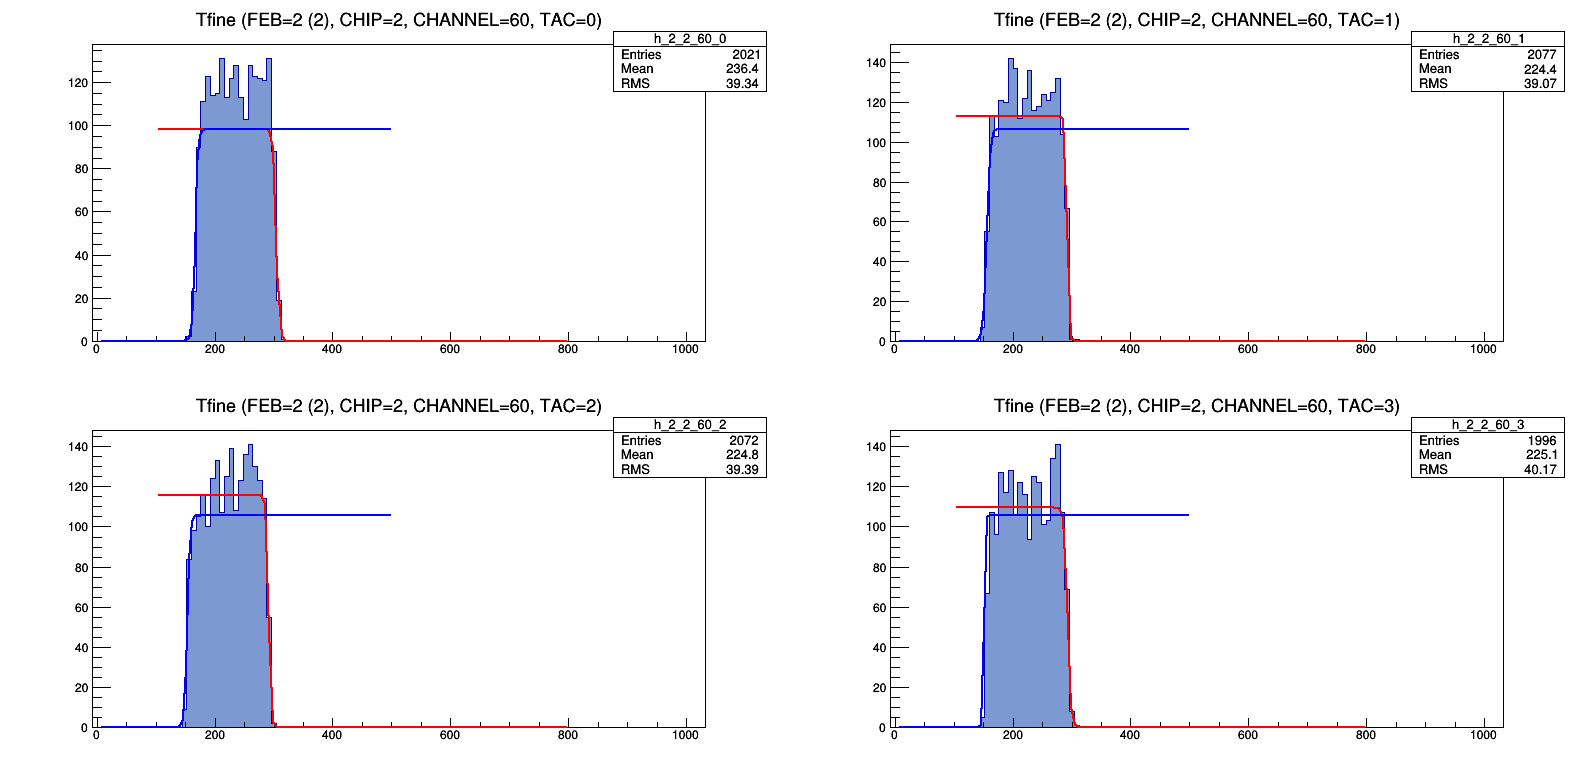 Tfine (FEB=2 (2), CHIP=2, CHANNEL=60, TAC=0)
h_2_2_60_0
Entries 2021
Mean 236.4
RMS 39.34
120
100
80
60
40
20
0
0 200 400 600 800 1000
Tfine (FEB=2 (2), CHIP=2, CHANNEL=60, TAC=1)
h_2_2_60_1
Entries 2077
Mean 224.4
RMS 39.07
140
120
100
80
60
40
20
0
0 200 400 600 800 1000
Tfine (FEB=2 (2), CHIP=2, CHANNEL=60, TAC=2)
h_2_2_60_2
Entries 2072
Mean 224.8
RMS 39.39
140
120
100
80
60
40
20
0
0 200 400 600 800 1000
Tfine (FEB=2 (2), CHIP=2, CHANNEL=60, TAC=3)
h_2_2_60_3
Entries 1996
Mean 225.1
RMS 40.17
140
120
100
80
60
40
20
0
0 200 400 600 800 1000